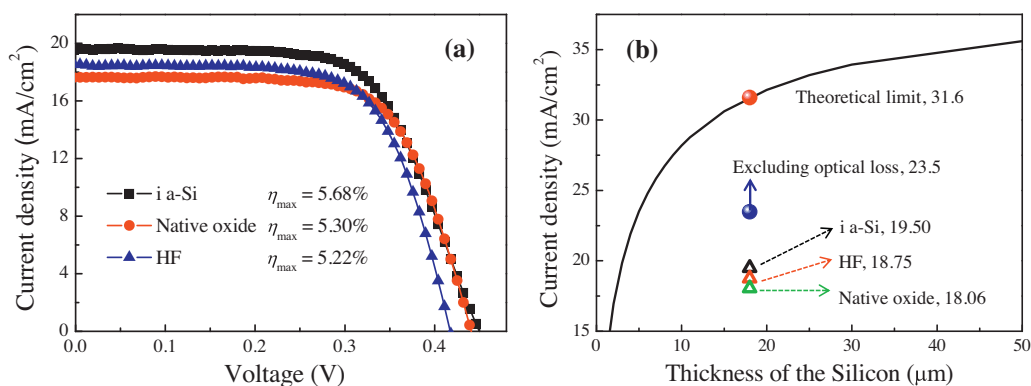 (a)
Current density (mA/cm²)
20
16
12
8
4
0
i a-Si η_max = 5.68%
Native oxide η_max = 5.30%
HF η_max = 5.22%
0.0 0.1 0.2 0.3 0.4
Voltage (V)
(b)
Current density (mA/cm²)
35
30
25
20
15
Theoretical limit, 31.6
Excluding optical loss, 23.5
i a-Si, 19.50
HF, 18.75
Native oxide, 18.06
0 10 20 30 40 50
Thickness of the Silicon (μm)